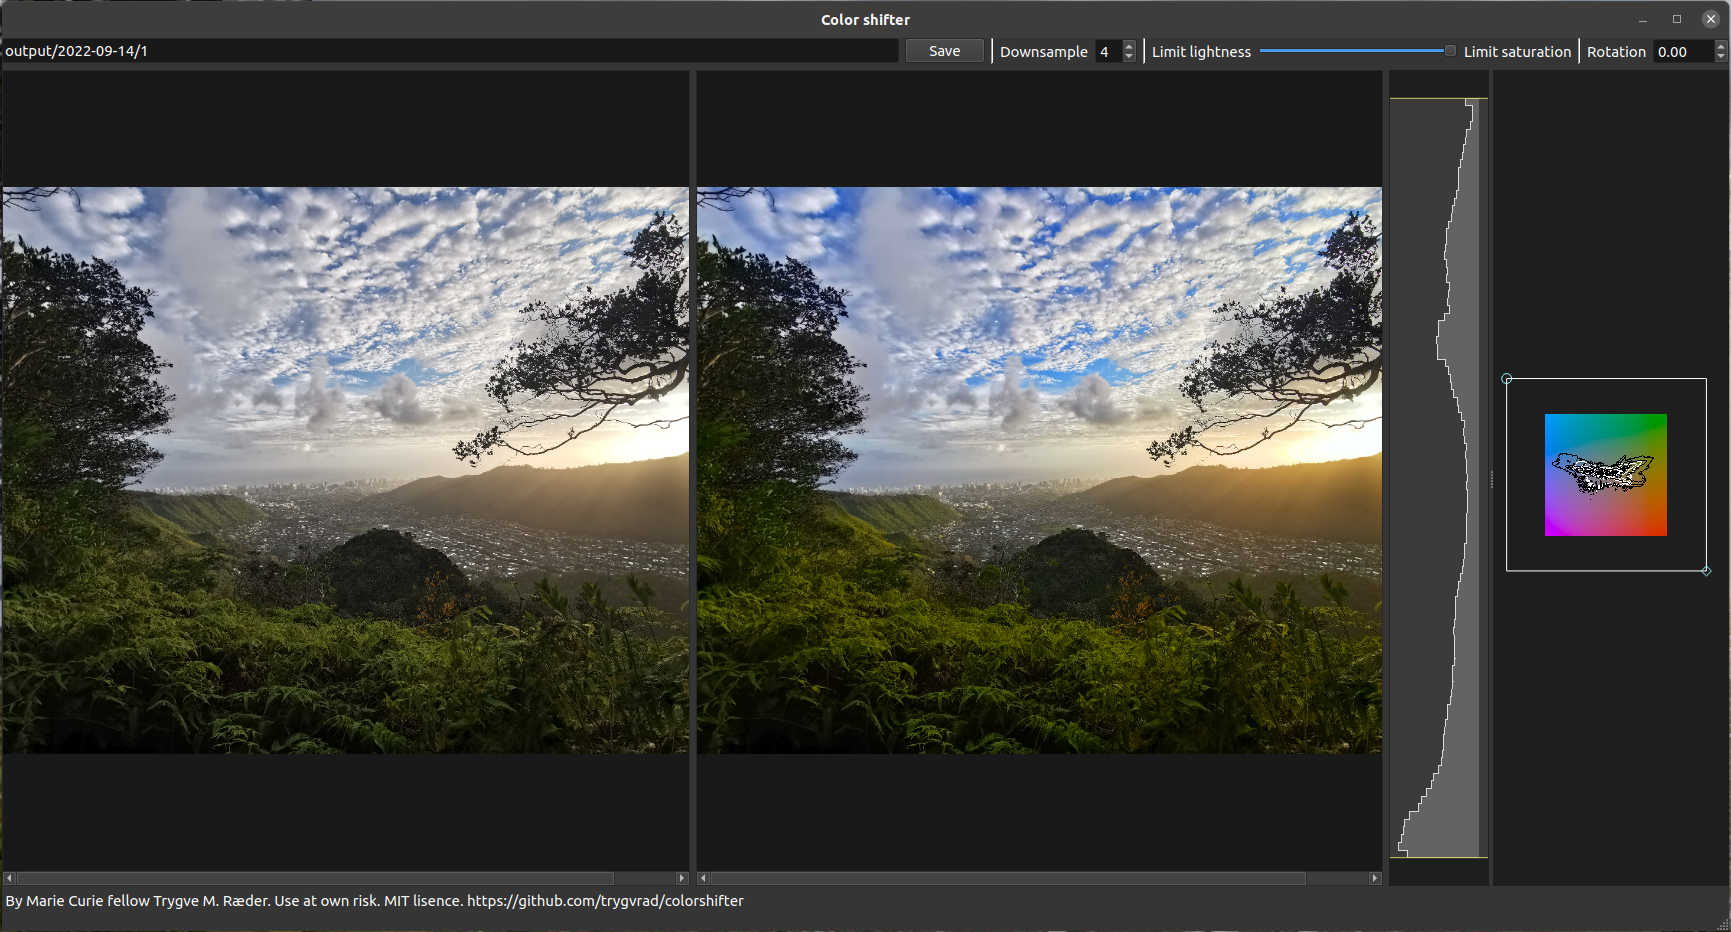 Color shifter
output/2022-09-14/1 Save Downsample 4 Limit lightness Limit saturation Rotation 0.00
By Marie Curie fellow Trygve M. Ræder. Use at own risk. MIT lisence. https://github.com/trygvrad/colorshifter